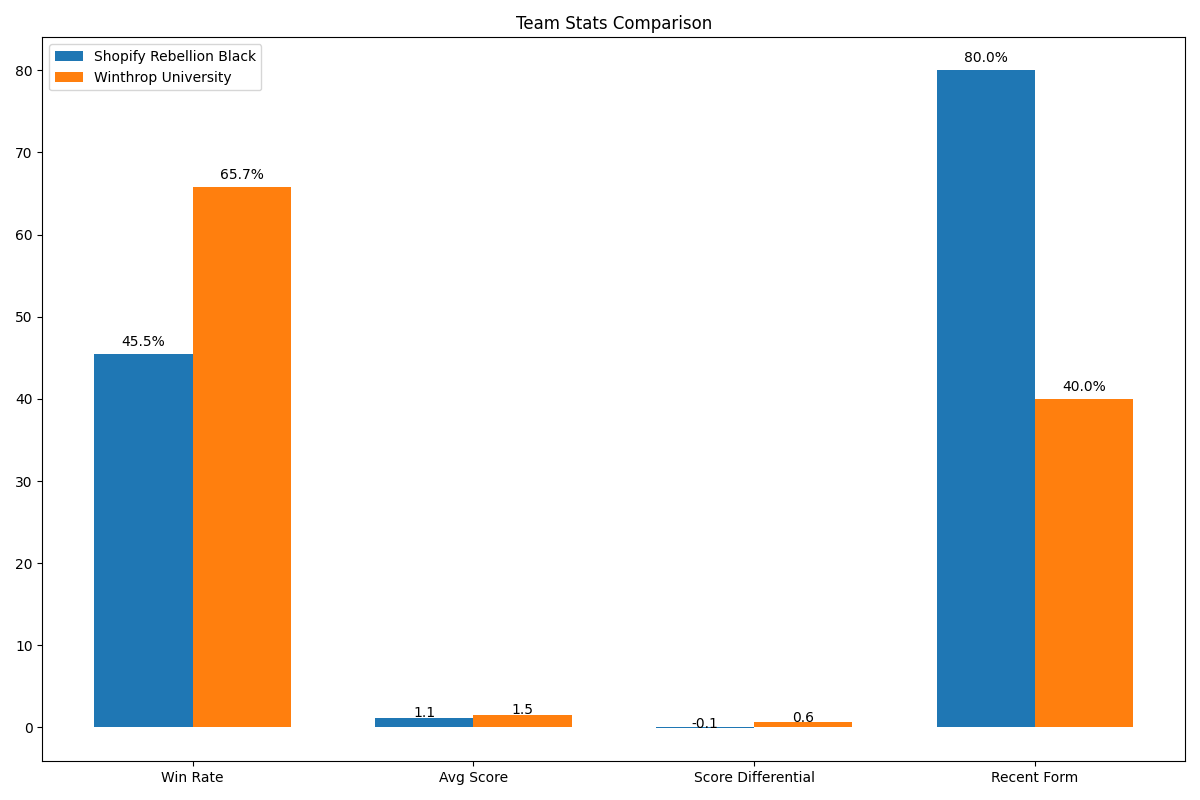 Team Stats Comparison
Shopify Rebellion Black
Winthrop University
80
70
60
50
40
30
20
10
0
45.5%
65.7%
1.1
1.5
-0.1
0.6
80.0%
40.0%
Win Rate
Avg Score
Score Differential
Recent Form